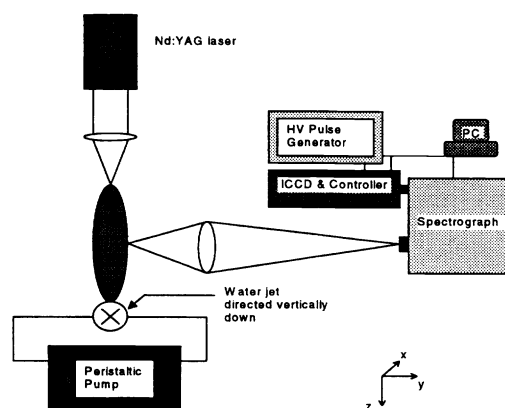 Nd:YAG laser
HV Pulse
Generator
PC
ICCD & Controller
Spectrograph
Water jet
directed vertically
down
Peristaltic
Pump
x
y
z